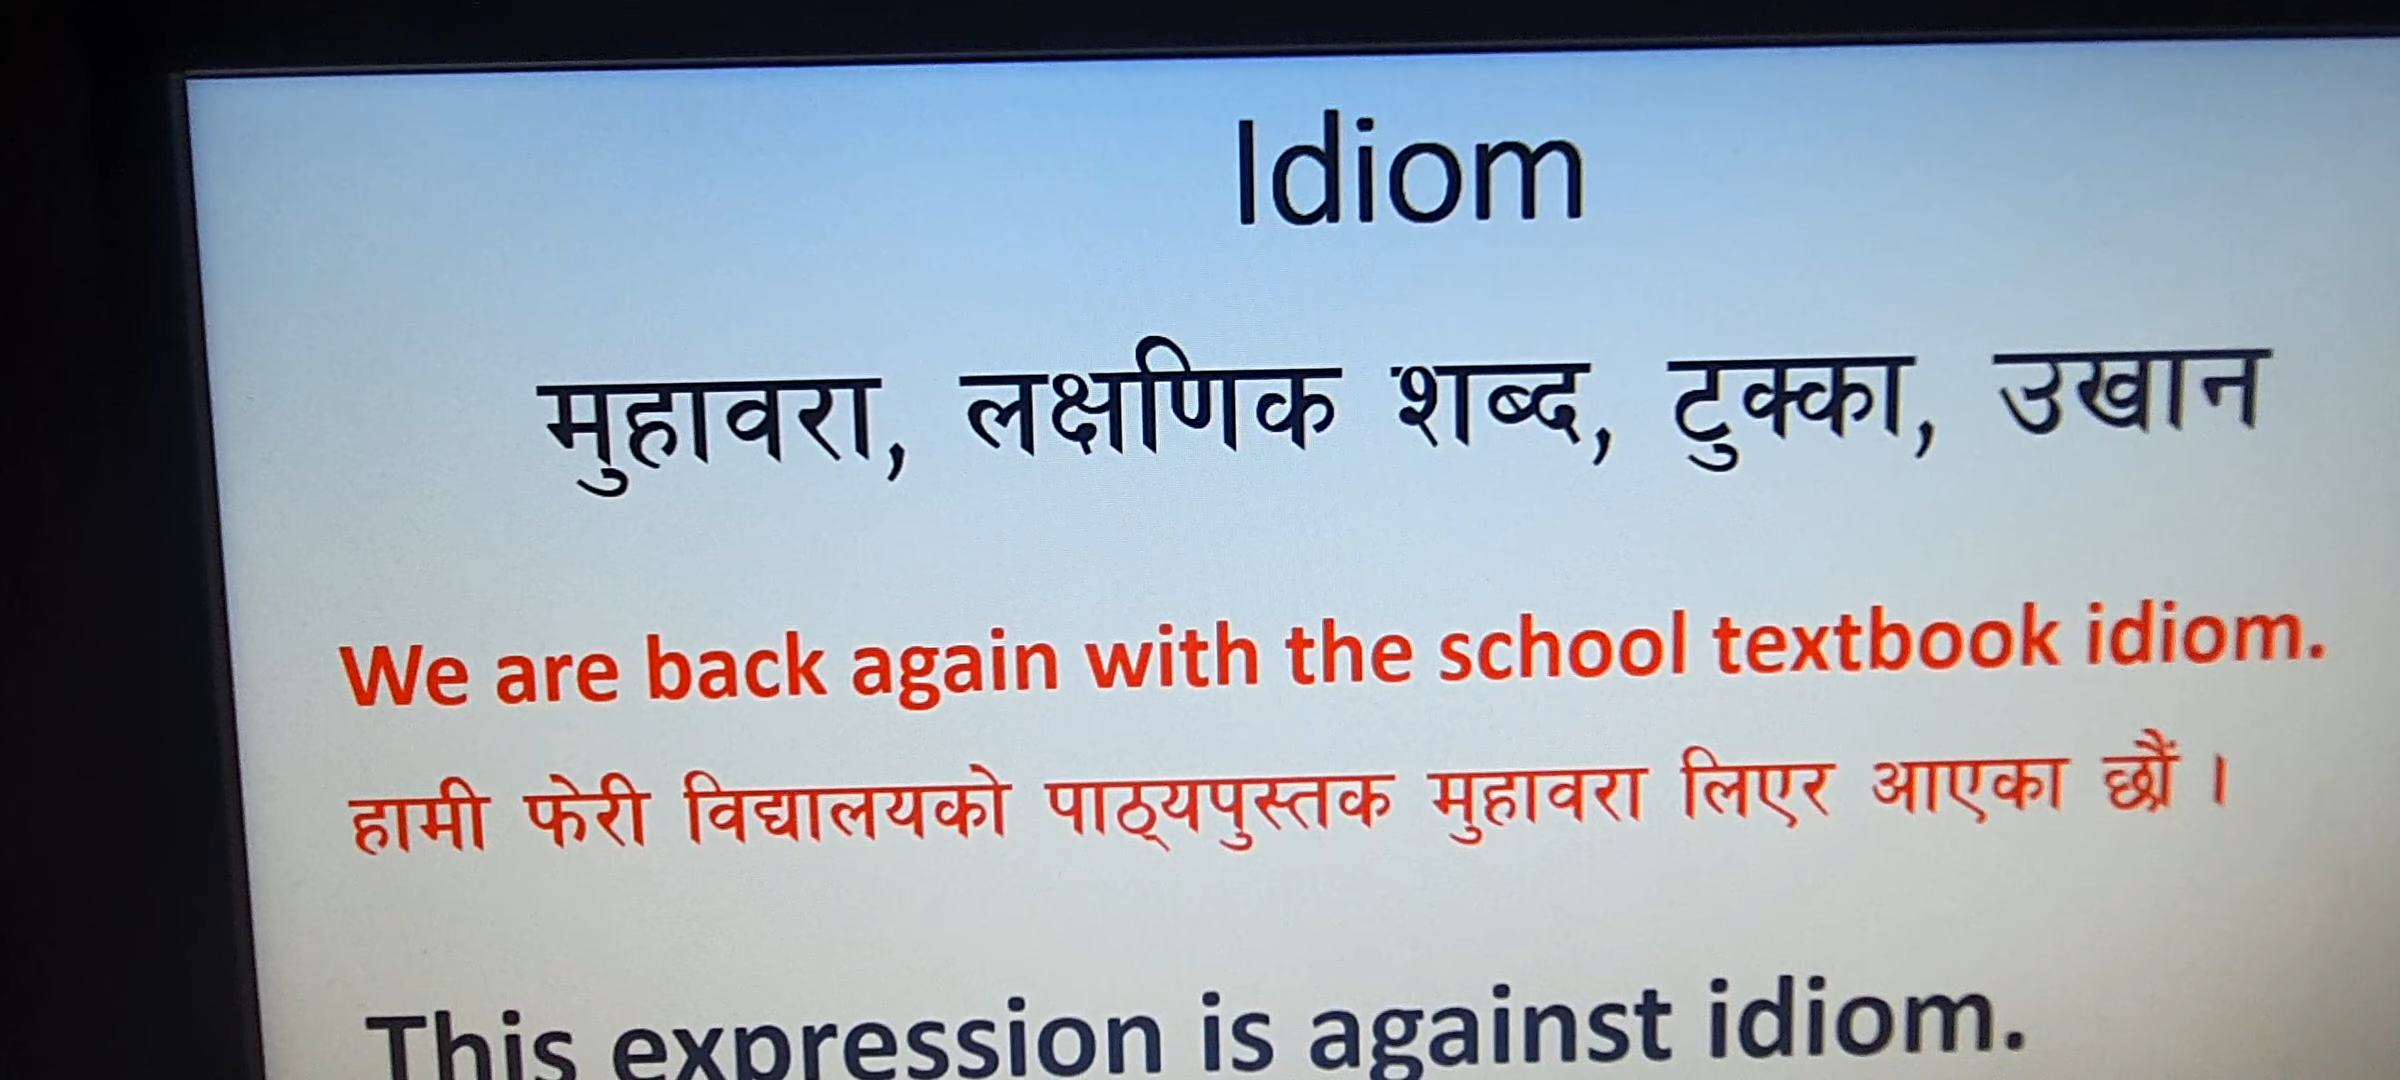 Idiom
मुहावरा, लक्षणिक शब्द, टुक्का, उखान
We are back again with the school textbook idiom.
हामी फेरी विद्यालयको पाठ्यपुस्तक मुहावरा लिएर आएका छौं ।
This expression is against idiom.